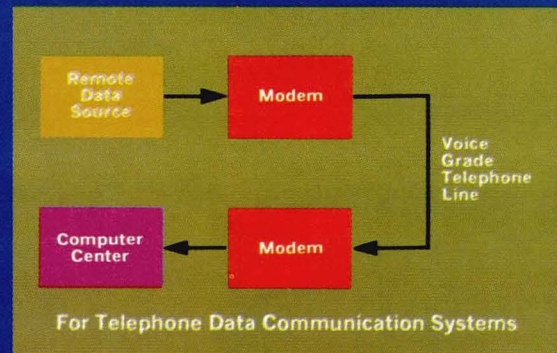 Remote
Data
Source
Modem
Voice
Grade
Telephone
Line
Computer
Center
Modem
For Telephone Data Communication Systems